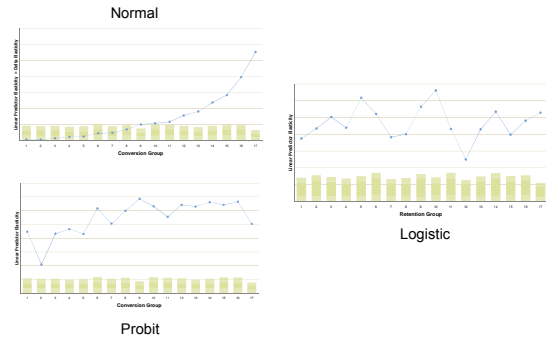 Normal
Linear Predictor Elasticity + Delta Elasticity
1 2 3 4 5 6 7 8 9 10 11 12 13 14 15 16 17
Conversion Group
Linear Predictor Elasticity
1 2 3 4 5 6 7 8 9 10 11 12 13 14 15 16 17
Conversion Group
Probit
Linear Predictor Elasticity
1 2 3 4 5 6 7 8 9 10 11 12 13 14 15 16 17
Retention Group
Logistic